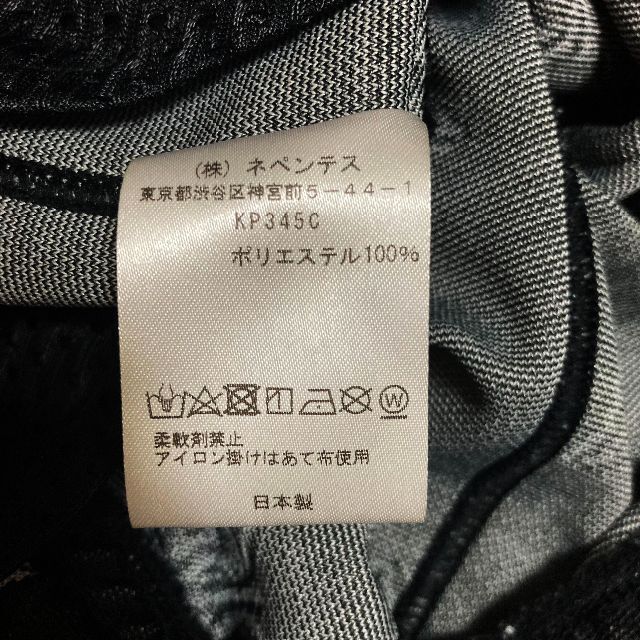 （株）ネペンテス
東京都渋谷区神宮前5－44－1
KP345C
ポリエステル100%
W
柔軟剤禁止
アイロン掛けはあて布使用
日本製